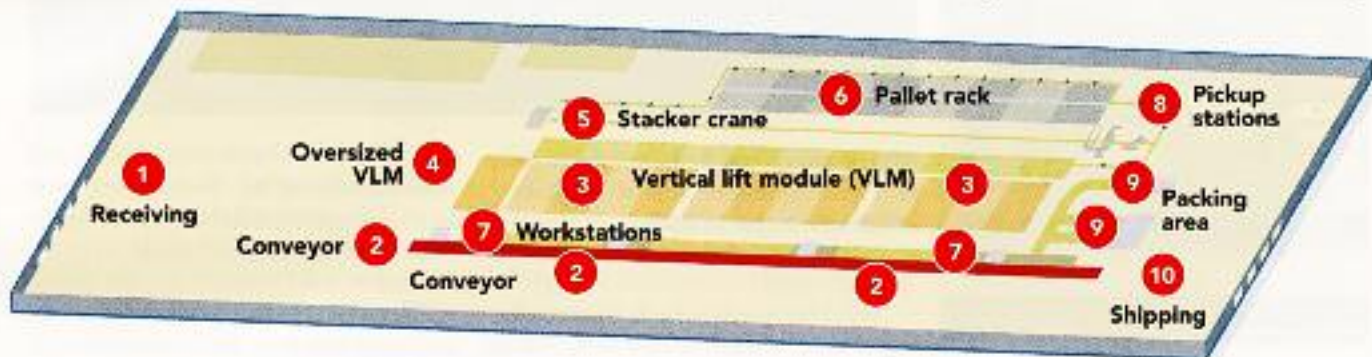 6 Pallet rack
8 Pickup
stations
5 Stacker crane
Oversized
VLM
4
1
Receiving
3 Vertical lift module (VLM) 3
9
Packing
area
9
7 Workstations
7
Conveyor 2
Conveyor
2
2
10
Shipping